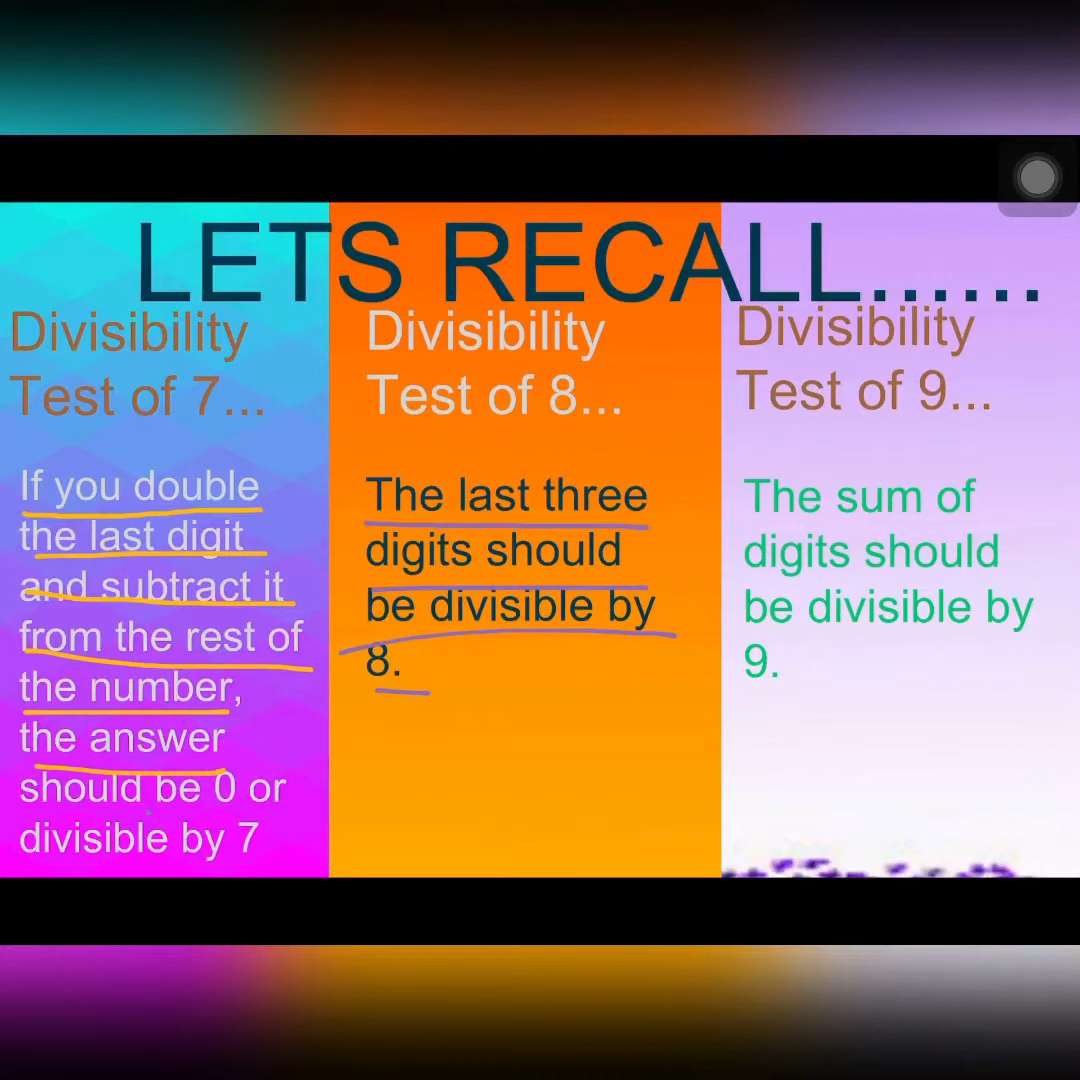 LETS RECALL......
Divisibility
Test of 7...
If you double
the last digit
and subtract it
from the rest of
the number,
the answer
should be 0 or
divisible by 7
Divisibility
Test of 8...
The last three
digits should
be divisible by
8.
Divisibility
Test of 9...
The sum of
digits should
be divisible by
9.